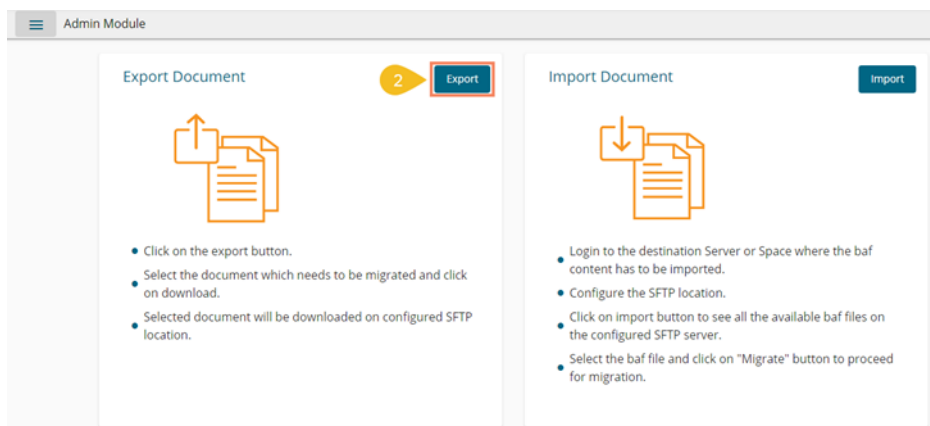 Admin Module
Export Document
2
Export
Click on the export button.
Select the document which needs to be migrated and click
on download.
Selected document will be downloaded on configured SFTP
location.
Import Document
Import
Login to the destination Server or Space where the baf
content has to be imported.
Configure the SFTP location.
Click on import button to see all the available baf files on
the configured SFTP server.
Select the baf file and click on "Migrate" button to proceed
for migration.